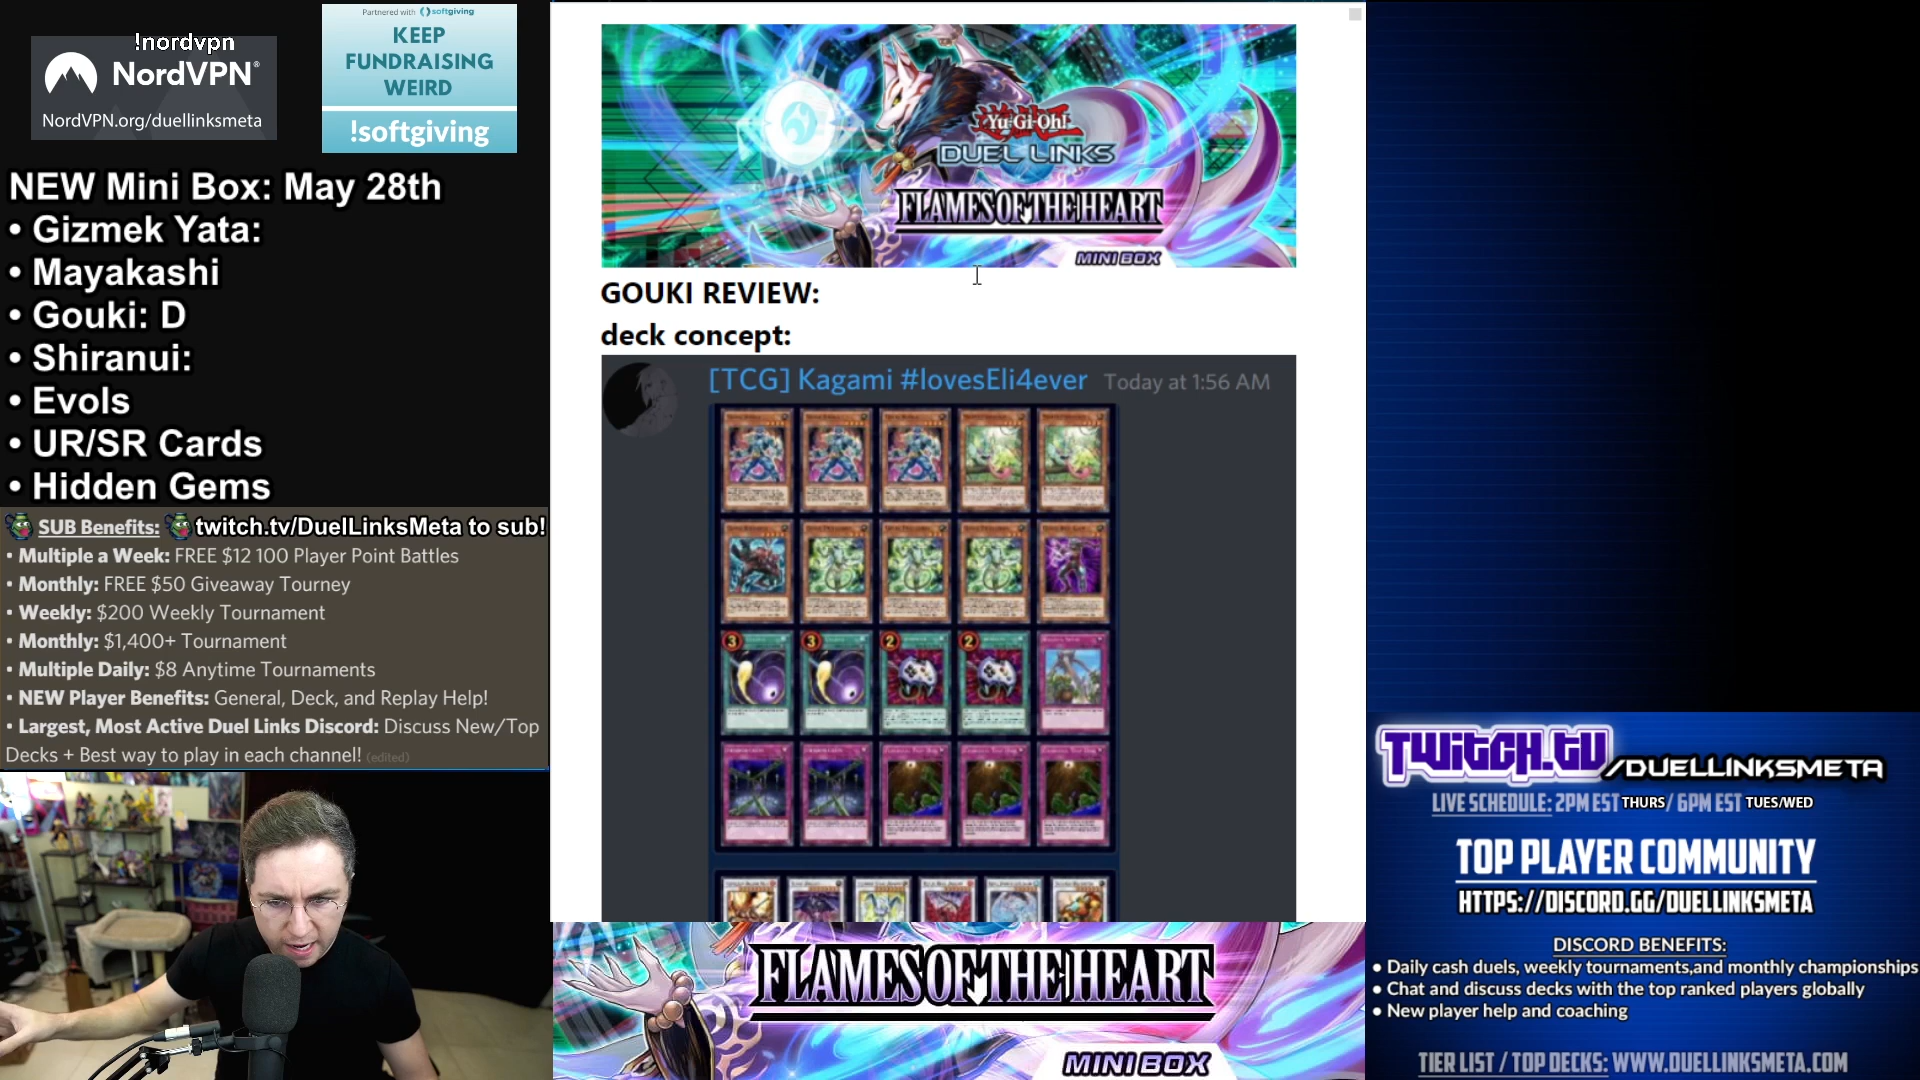 !nordvpn
NordVPN®
NordVPN.org/duellinksmeta
Partnered with softgiving
KEEP
FUNDRAISING
WEIRD
!softgiving
NEW Mini Box: May 28th
• Gizmek Yata:
• Mayakashi
• Gouki: D
• Shiranui:
• Evols
• UR/SR Cards
• Hidden Gems
SUB Benefits: twitch.tv/DuelLinksMeta to sub!
• Multiple a Week: FREE $12 100 Player Point Battles
• Monthly: FREE $50 Giveaway Tourney
• Weekly: $200 Weekly Tournament
• Monthly: $1,400+ Tournament
• Multiple Daily: $8 Anytime Tournaments
• NEW Player Benefits: General, Deck, and Replay Help!
• Largest, Most Active Duel Links Discord: Discuss New/Top
Decks + Best way to play in each channel! (edited)
Yu-Gi-Oh!
DUEL LINKS
FLAMES OF THE HEART
MINI BOX
GOUKI REVIEW:
deck concept:
[TCG] Kagami #lovesEli4ever Today at 1:56 AM
3
3
2
2
FLAMES OF THE HEART
MINI BOX
TWITCH.TV/DUELLINKSMETA
LIVE SCHEDULE: 2PM EST THURS / 6PM EST TUES/WED
TOP PLAYER COMMUNITY
HTTPS://DISCORD.GG/DUELLINKSMETA
DISCORD BENEFITS:
• Daily cash duels, weekly tournaments,and monthly championships
• Chat and discuss decks with the top ranked players globally
• New player help and coaching
TIER LIST / TOP DECKS: WWW.DUELLINKSMETA.COM